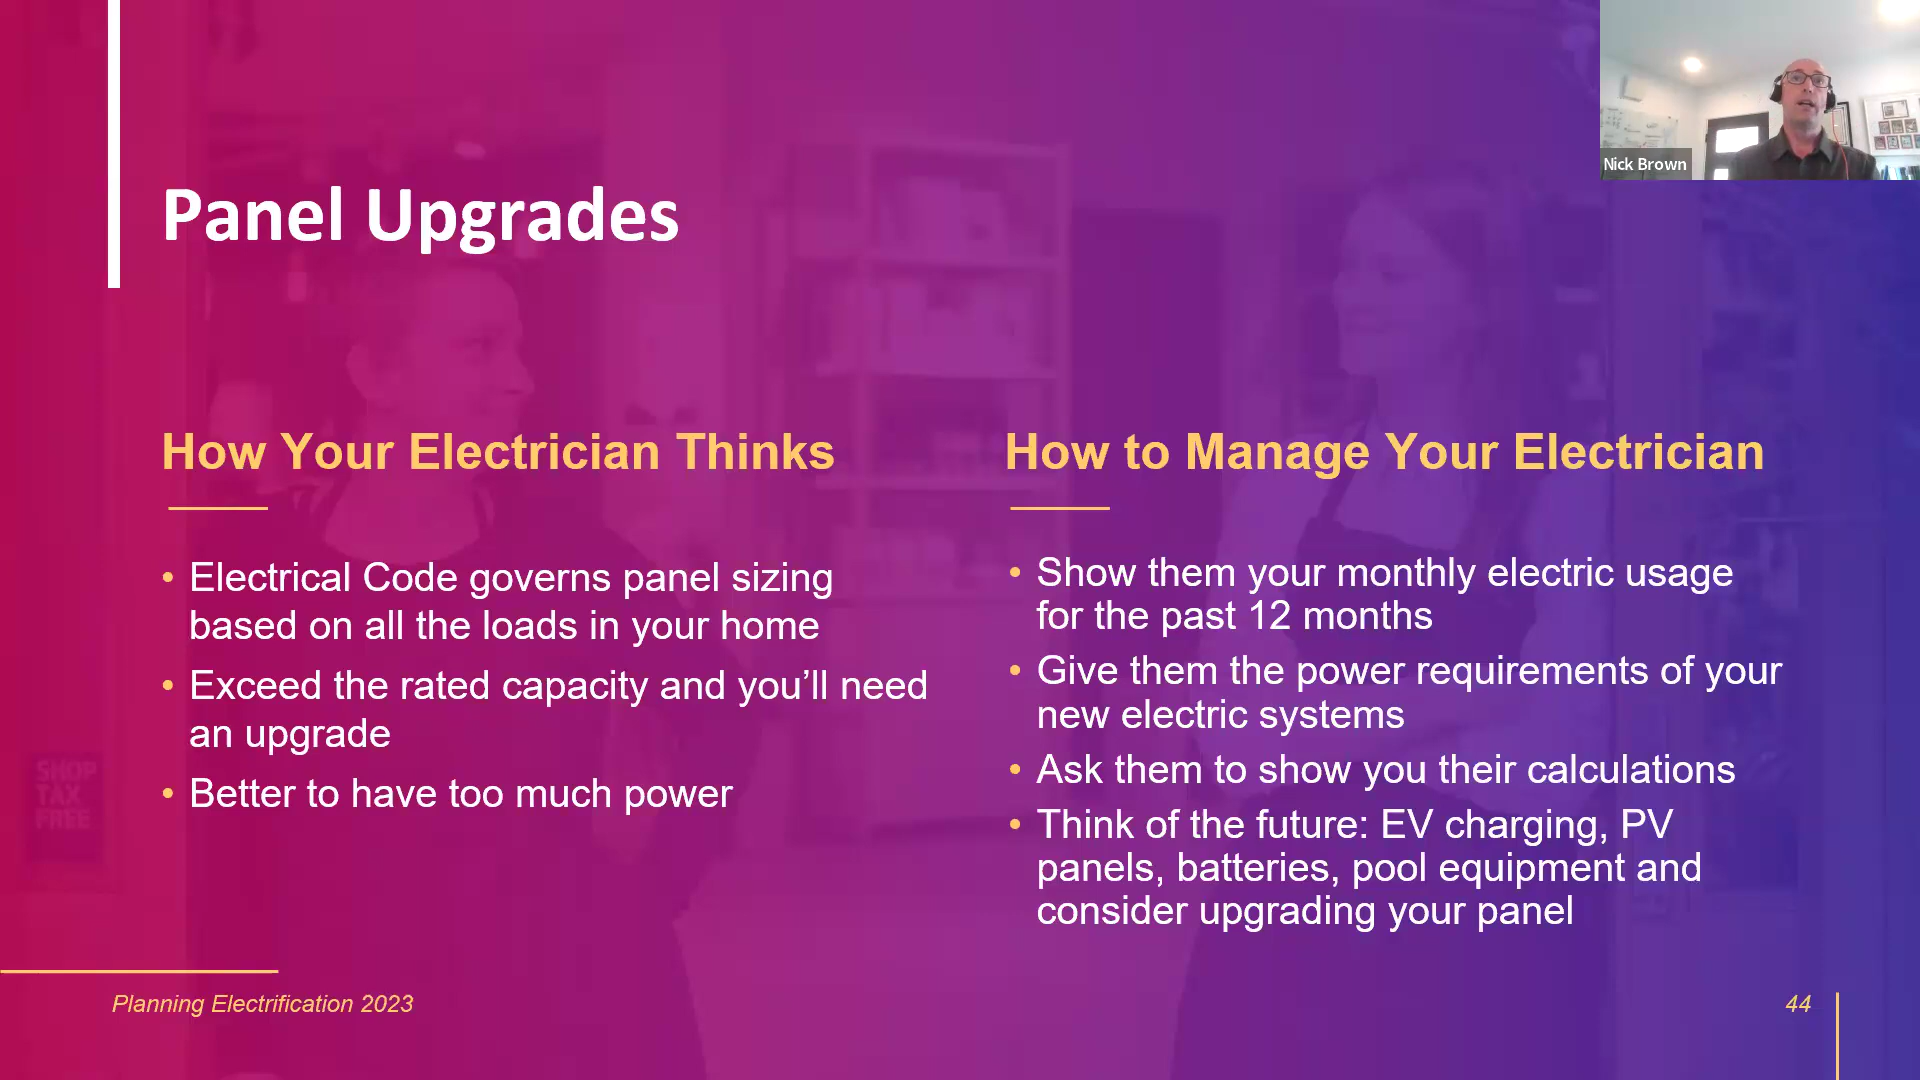 Nick Brown
Panel Upgrades
How Your Electrician Thinks
• Electrical Code governs panel sizing
based on all the loads in your home
• Exceed the rated capacity and you’ll need
an upgrade
• Better to have too much power
How to Manage Your Electrician
• Show them your monthly electric usage
for the past 12 months
• Give them the power requirements of your
new electric systems
• Ask them to show you their calculations
• Think of the future: EV charging, PV
panels, batteries, pool equipment and
consider upgrading your panel
SHOP
TAX
FREE
Planning Electrification 2023
44